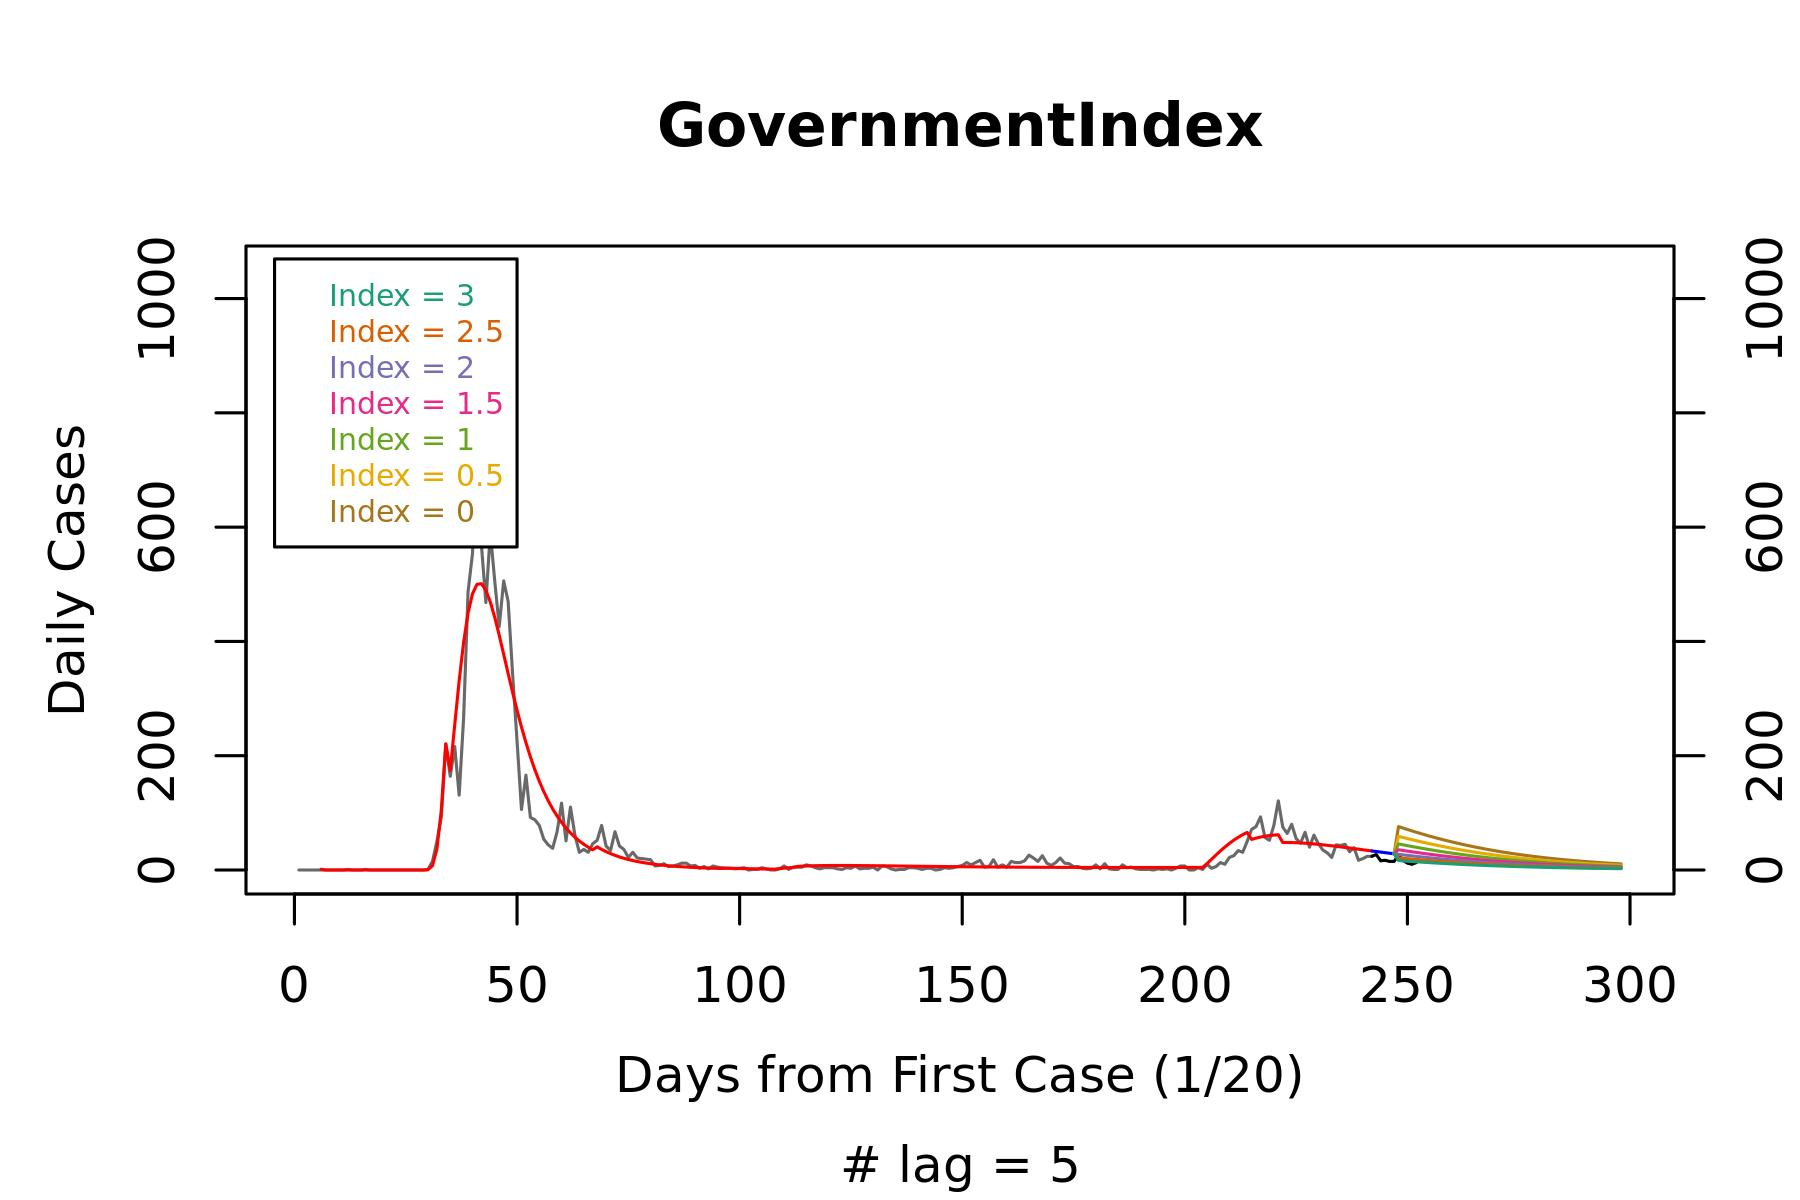 GovernmentIndex
Index = 3
Index = 2.5
Index = 2
Index = 1.5
Index = 1
Index = 0.5
Index = 0
Daily Cases
1000
600
200
0
1000
600
200
0
0 50 100 150 200 250 300
Days from First Case (1/20)
# lag = 5